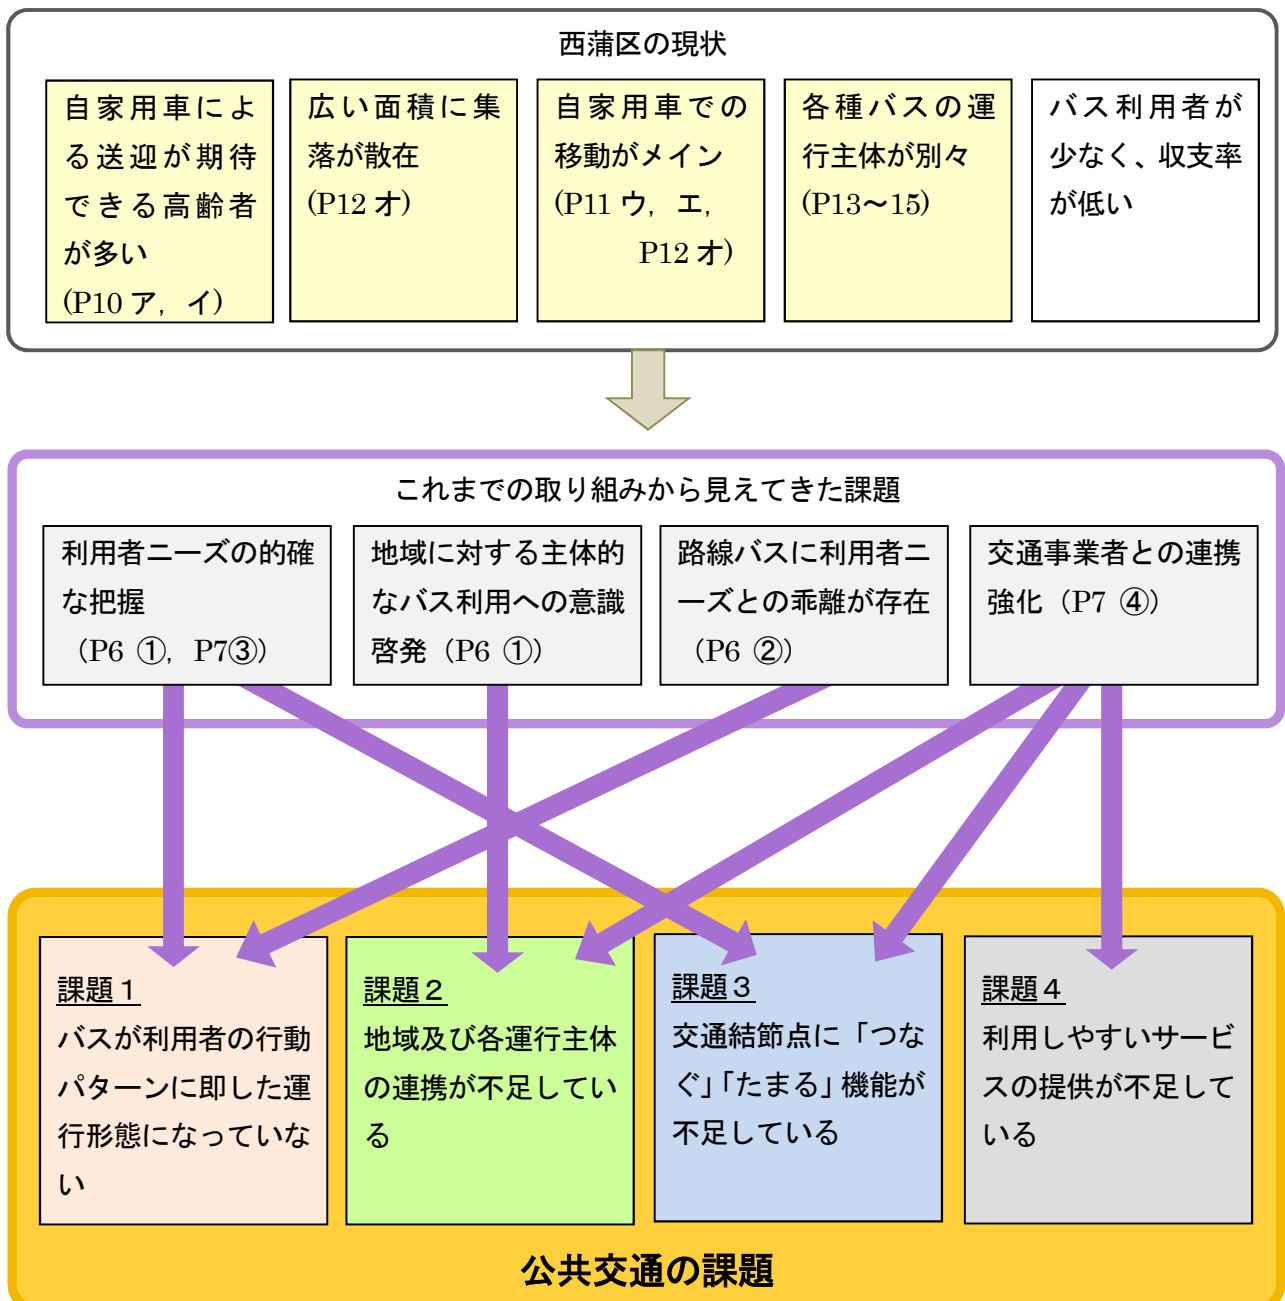 西蒲区の現状
自家用車によ
る送迎が期待
できる高齢者
が多い
(P10 ア，イ)
広い面積に集
落が散在
(P12 オ)
自家用車での
移動がメイン
(P11 ウ，エ，
P12 オ)
各種バスの運
行主体が別々
(P13～15)
バス利用者が
少なく、収支率
が低い
これまでの取り組みから見えてきた課題
利用者ニーズの的確
な把握
（P6 ①，P7③）
地域に対する主体的
なバス利用への意識
啓発（P6 ①）
路線バスに利用者ニ
ーズとの乖離が存在
（P6 ②）
交通事業者との連携
強化（P7 ④）
課題１
バスが利用者の行動
パターンに即した運
行形態になっていな
い
課題２
地域及び各運行主体
の連携が不足してい
る
課題３
交通結節点に「つな
ぐ」「たまる」機能が
不足している
課題４
利用しやすいサービ
スの提供が不足して
いる
公共交通の課題